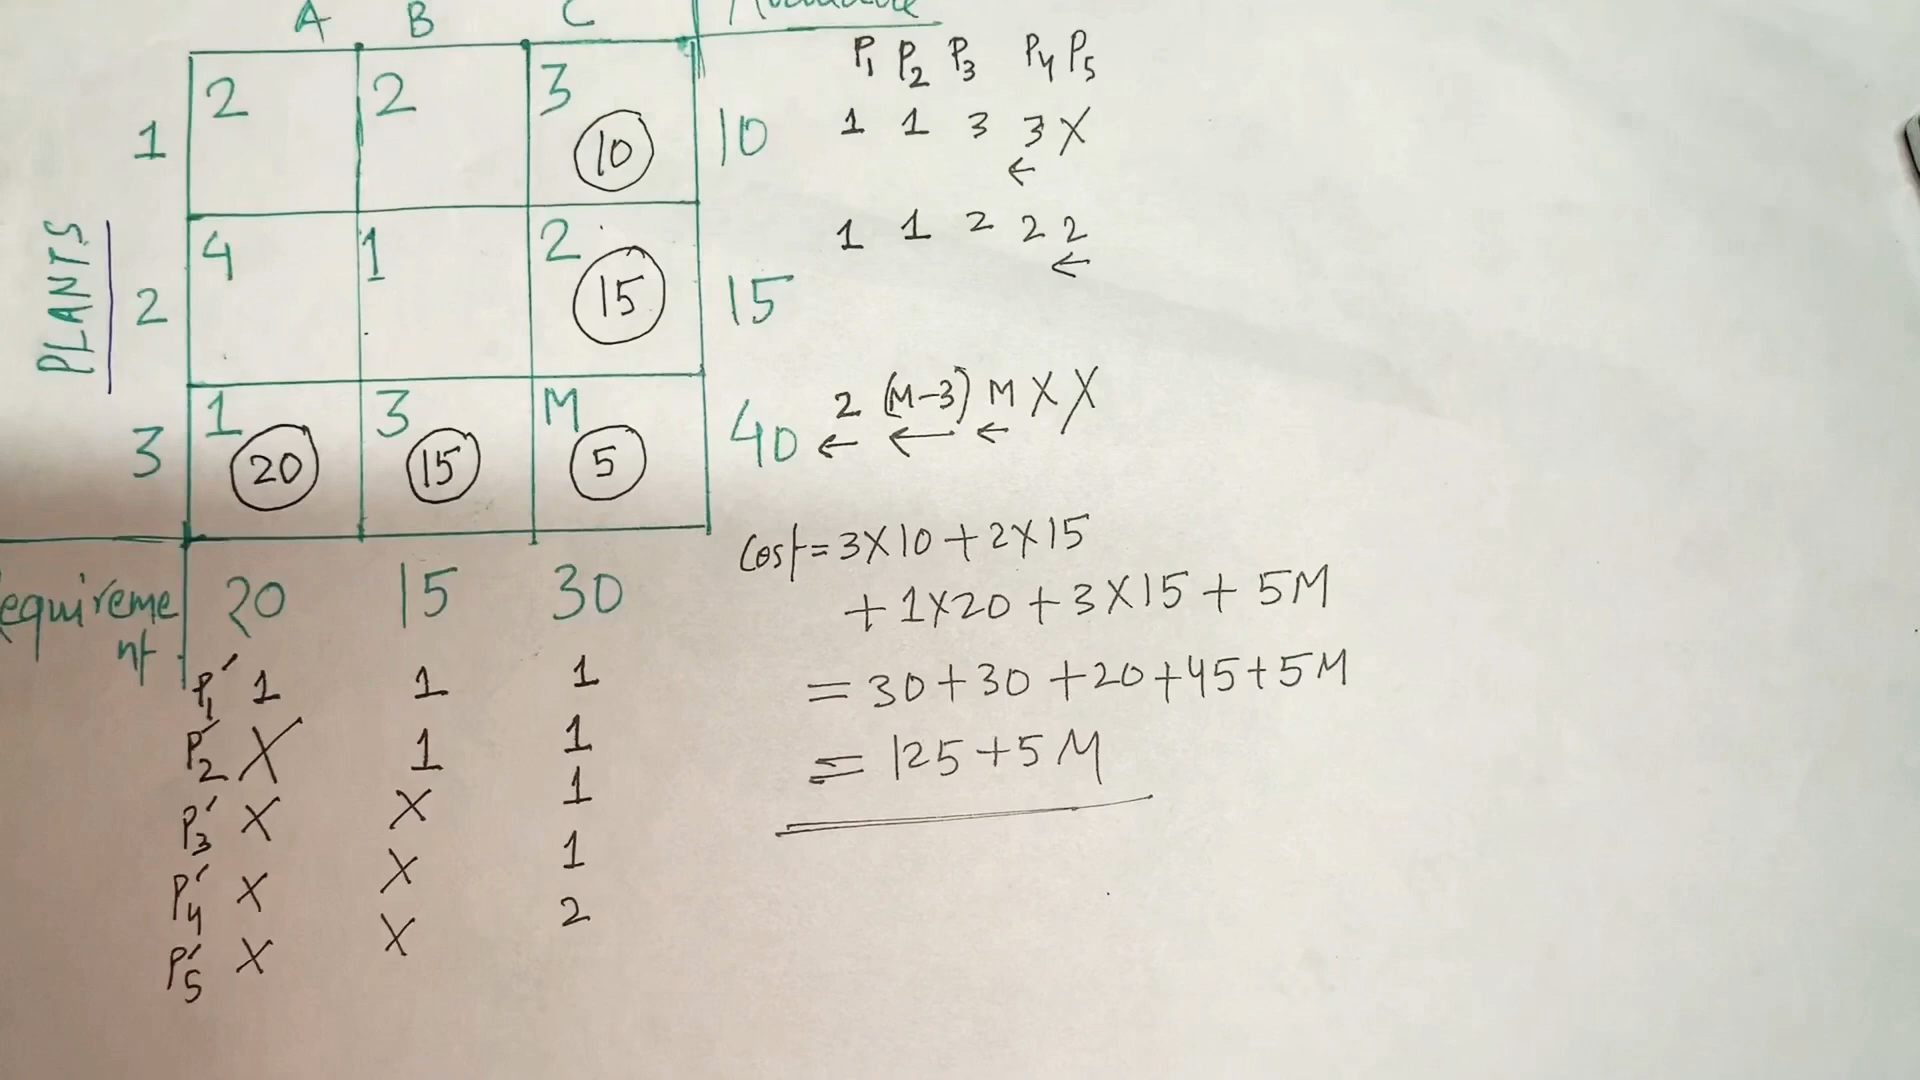 A B C
P₁ P₂ P₃ P₄ P₅
1 2 2 3 (10) 10 1 1 3 3 X
←
PLANTS
2 4 1 2 (15) 15 1 1 2 2 2
←
3 1 (20) 3 (15) M (5) 40 2 (M-3) M X X
← ← ←
Cost = 3X10 + 2X15
+ 1X20 + 3X15 + 5M
= 30 + 30 + 20 + 45 + 5M
= 125 + 5M
equireme 20 15 30
nt.
P₁' 1 1 1
P₂' X 1 1
P₃' X X 1
P₄' X X 1
P₅' X X 2